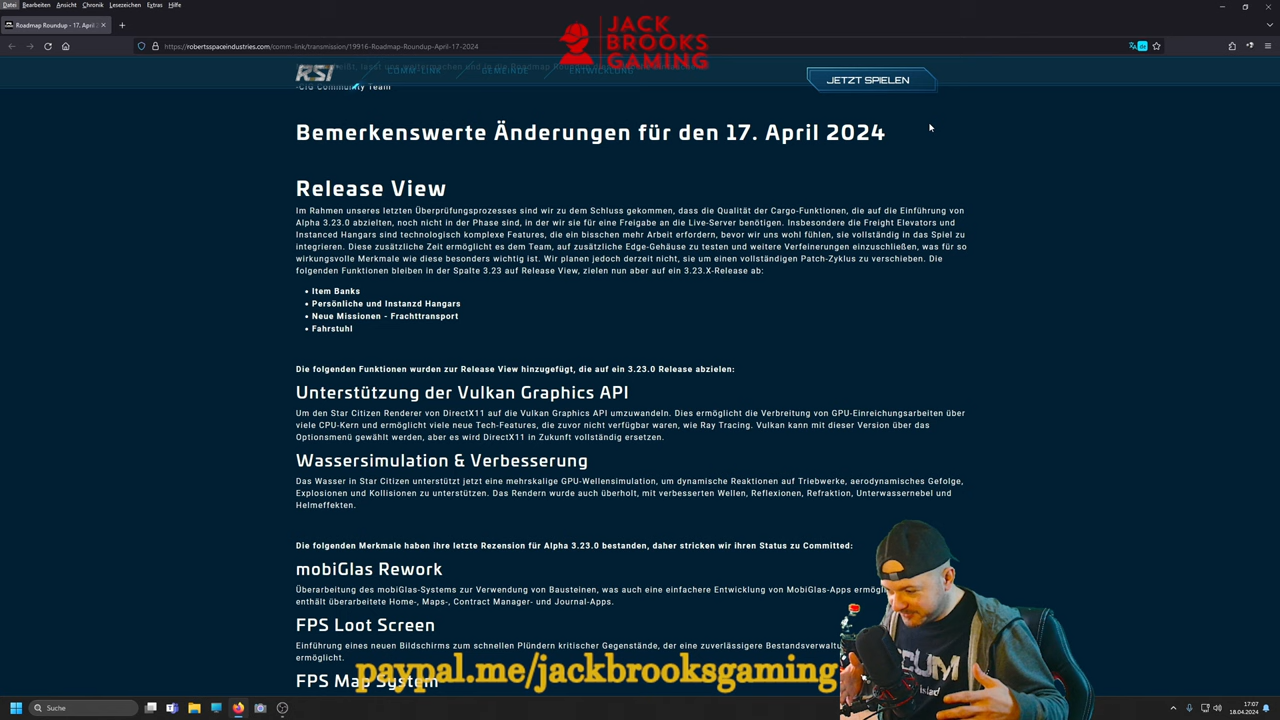 Datei Bearbeiten Ansicht Chronik Lesezeichen Extras Hilfe
Roadmap Roundup - 17. April 2
https://robertsspaceindustries.com/comm-link/transmission/19916-Roadmap-Roundup-April-17-2024
JACK
BROOKS
GAMING
RSI COMM-LINK GEMEINDE ENTWICKLUNG JETZT SPIELEN
-CIG Community Team
Bemerkenswerte Änderungen für den 17. April 2024
Release View
Im Rahmen unseres letzten Überprüfungsprozesses sind wir zu dem Schluss gekommen, dass die Qualität der Cargo-Funktionen, die auf die Einführung von
Alpha 3.23.0 abzielten, noch nicht in der Phase sind, in der wir sie für eine Freigabe an die Live-Server benötigen. Insbesondere die Freight Elevators und
Instanced Hangars sind technologisch komplexe Features, die ein bisschen mehr Arbeit erfordern, bevor wir uns wohl fühlen, sie vollständig in das Spiel zu
integrieren. Diese zusätzliche Zeit ermöglicht es dem Team, auf zusätzliche Edge-Gehäuse zu testen und weitere Verfeinerungen einzuschließen, was für so
wirkungsvolle Merkmale wie diese besonders wichtig ist. Wir planen jedoch derzeit nicht, sie um einen vollständigen Patch-Zyklus zu verschieben. Die
folgenden Funktionen bleiben in der Spalte 3.23 auf Release View, zielen nun aber auf ein 3.23.X-Release ab:
• Item Banks
• Persönliche und Instanzd Hangars
• Neue Missionen - Frachttransport
• Fahrstuhl
Die folgenden Funktionen wurden zur Release View hinzugefügt, die auf ein 3.23.0 Release abzielen:
Unterstützung der Vulkan Graphics API
Um den Star Citizen Renderer von DirectX11 auf die Vulkan Graphics API umzuwandeln. Dies ermöglicht die Verbreitung von GPU-Einreichungsarbeiten über
viele CPU-Kern und ermöglicht viele neue Tech-Features, die zuvor nicht verfügbar waren, wie Ray Tracing. Vulkan kann mit dieser Version über das
Optionsmenü gewählt werden, aber es wird DirectX11 in Zukunft vollständig ersetzen.
Wassersimulation & Verbesserung
Das Wasser in Star Citizen unterstützt jetzt eine mehrskalige GPU-Wellensimulation, um dynamische Reaktionen auf Triebwerke, aerodynamisches Gefolge,
Explosionen und Kollisionen zu unterstützen. Das Rendern wurde auch überholt, mit verbesserten Wellen, Reflexionen, Refraktion, Unterwassernebel und
Helmeffekten.
Die folgenden Merkmale haben ihre letzte Rezension für Alpha 3.23.0 bestanden, daher stricken wir ihren Status zu Committed:
mobiGlas Rework
Überarbeitung des mobiGlas-Systems zur Verwendung von Bausteinen, was auch eine einfachere Entwicklung von MobiGlas-Apps
enthält überarbeitete Home-, Maps-, Contract Manager- und Journal-Apps.
FPS Loot Screen
Einführung eines neuen Bildschirms zum schnellen Plündern kritischer Gegenstände, der eine zuverlässigere
ermöglicht.
paypal.me/jackbrooksgaming
FPS Map System
Suche
17:07
18.04.2024